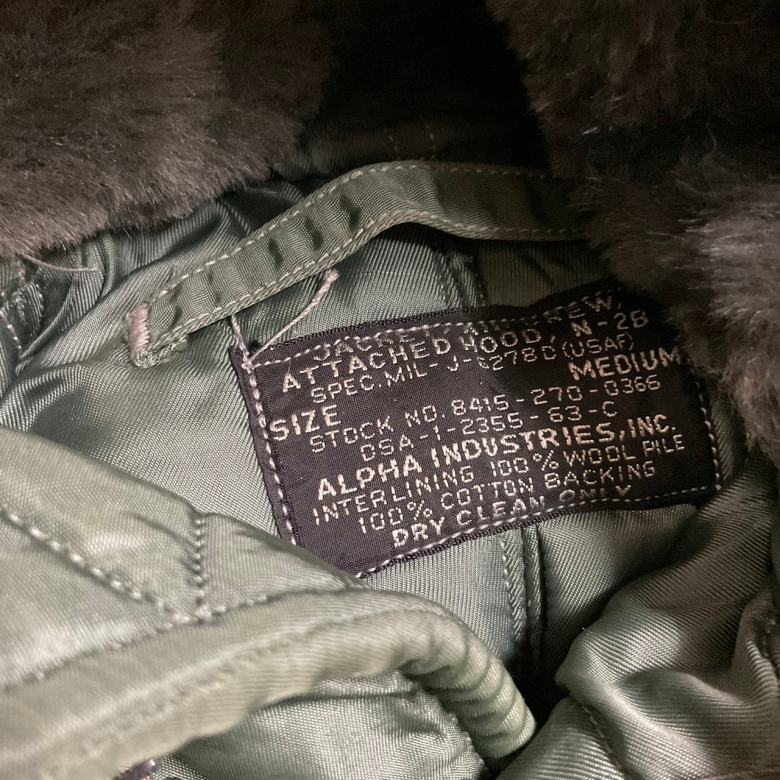 ATTACHED HOOD, N-2B
SPEC. MIL-J-6278D (USAF)
SIZE MEDIUM
STOCK NO. 8415-270-0366
DSA-1-2355-63-C
ALPHA INDUSTRIES, INC.
INTERLINING 100% WOOL PILE
100% COTTON BACKING
DRY CLEAN ONLY